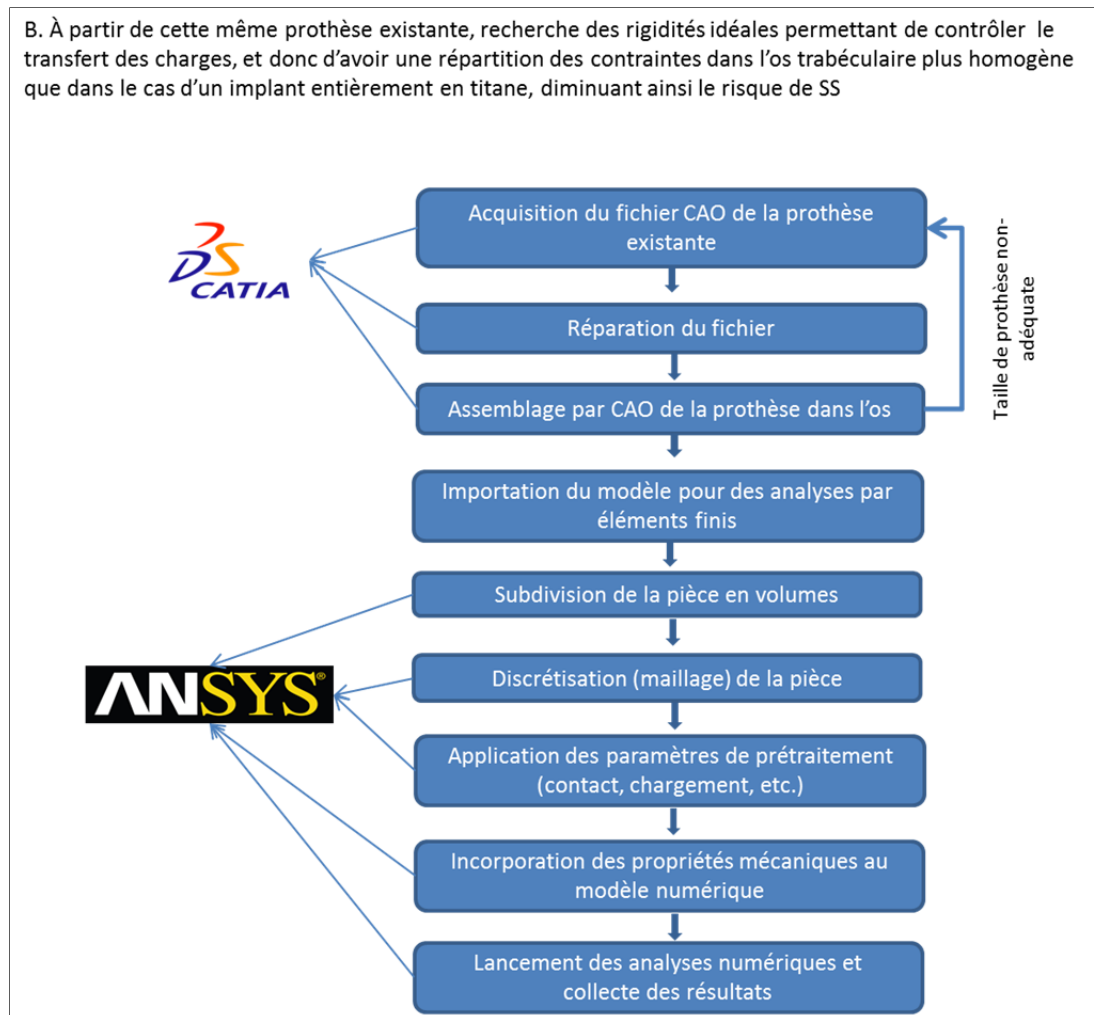 B. À partir de cette même prothèse existante, recherche des rigidités idéales permettant de contrôler le
transfert des charges, et donc d'avoir une répartition des contraintes dans l'os trabéculaire plus homogène
que dans le cas d'un implant entièrement en titane, diminuant ainsi le risque de SS
Acquisition du fichier CAO de la prothèse
existante
DS
CATIA
Taille de prothèse non-
adéquate
Réparation du fichier
Assemblage par CAO de la prothèse dans l'os
Importation du modèle pour des analyses par
éléments finis
Subdivision de la pièce en volumes
ANSYS®
Discrétisation (maillage) de la pièce
Application des paramètres de prétraitement
(contact, chargement, etc.)
Incorporation des propriétés mécaniques au
modèle numérique
Lancement des analyses numériques et
collecte des résultats